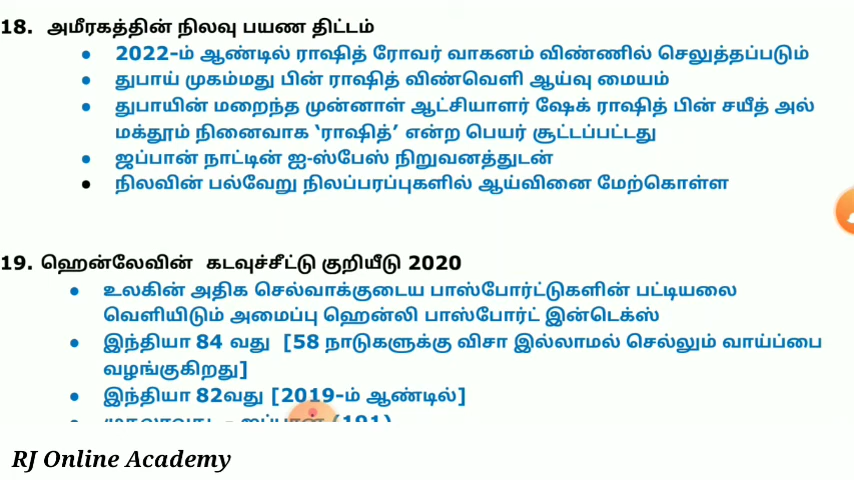 18. அமீரகத்தின் நிலவு பயண திட்டம்
• 2022-ம் ஆண்டில் ராஷித் ரோவர் வாகனம் விண்ணில் செலுத்தப்படும்
• துபாய் முகம்மது பின் ராஷித் விண்வெளி ஆய்வு மையம்
• துபாயின் மறைந்த முன்னாள் ஆட்சியாளர் ஷேக் ராஷித் பின் சயீத் அல்
மக்தூம் நினைவாக ‘ராஷித்’ என்ற பெயர் சூட்டப்பட்டது
• ஜப்பான் நாட்டின் ஐ-ஸ்பேஸ் நிறுவனத்துடன்
• நிலவின் பல்வேறு நிலப்பரப்புகளில் ஆய்வினை மேற்கொள்ள
19. ஹென்லேவின் கடவுச்சீட்டு குறியீடு 2020
• உலகின் அதிக செல்வாக்குடைய பாஸ்போர்ட்டுகளின் பட்டியலை
வெளியிடும் அமைப்பு ஹென்லி பாஸ்போர்ட் இன்டெக்ஸ்
• இந்தியா 84 வது [58 நாடுகளுக்கு விசா இல்லாமல் செல்லும் வாய்ப்பை
வழங்குகிறது]
• இந்தியா 82வது [2019-ம் ஆண்டில்]
RJ Online Academy